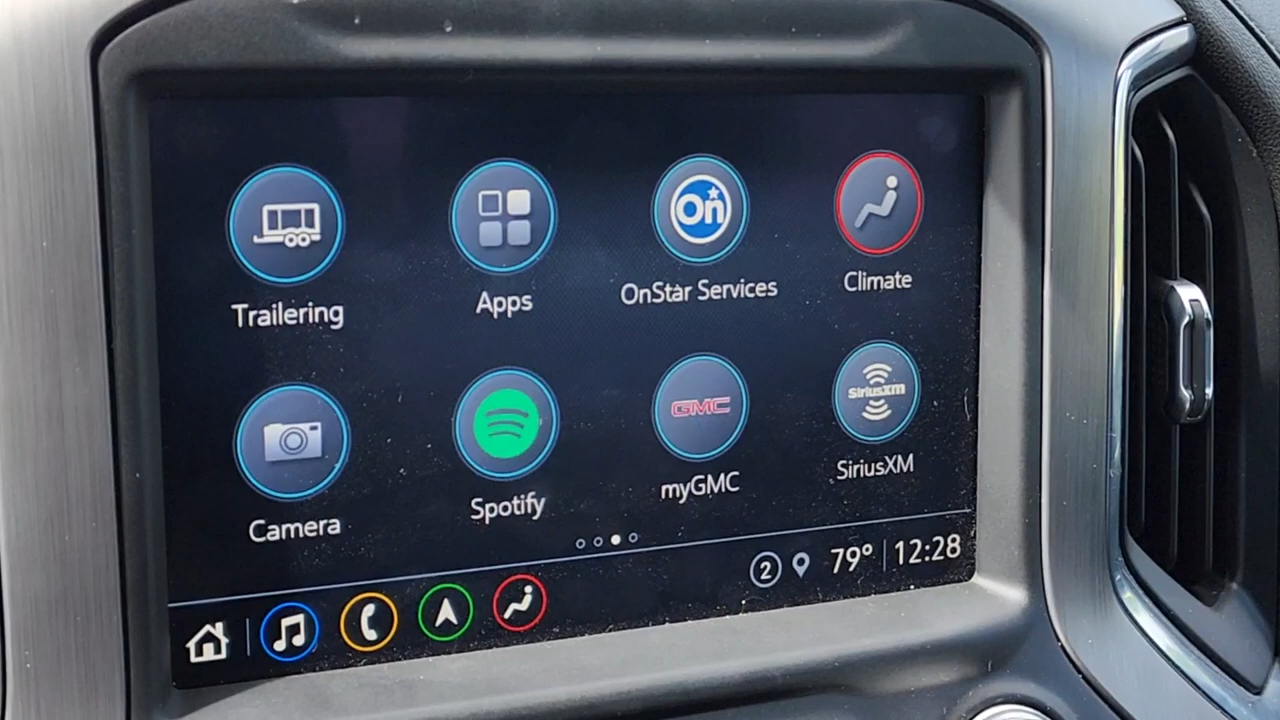 On
Trailering
Apps
OnStar Services
Climate
GMC
SiriusXM
Camera
Spotify
myGMC
SiriusXM
2
79° 12:28